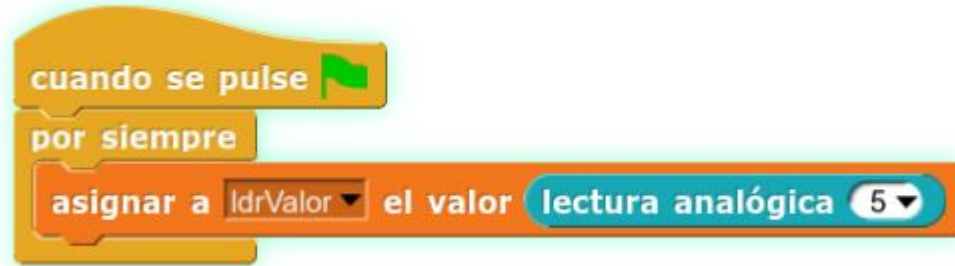 cuando se pulse
por siempre
asignar a ldrValor el valor lectura analógica 5